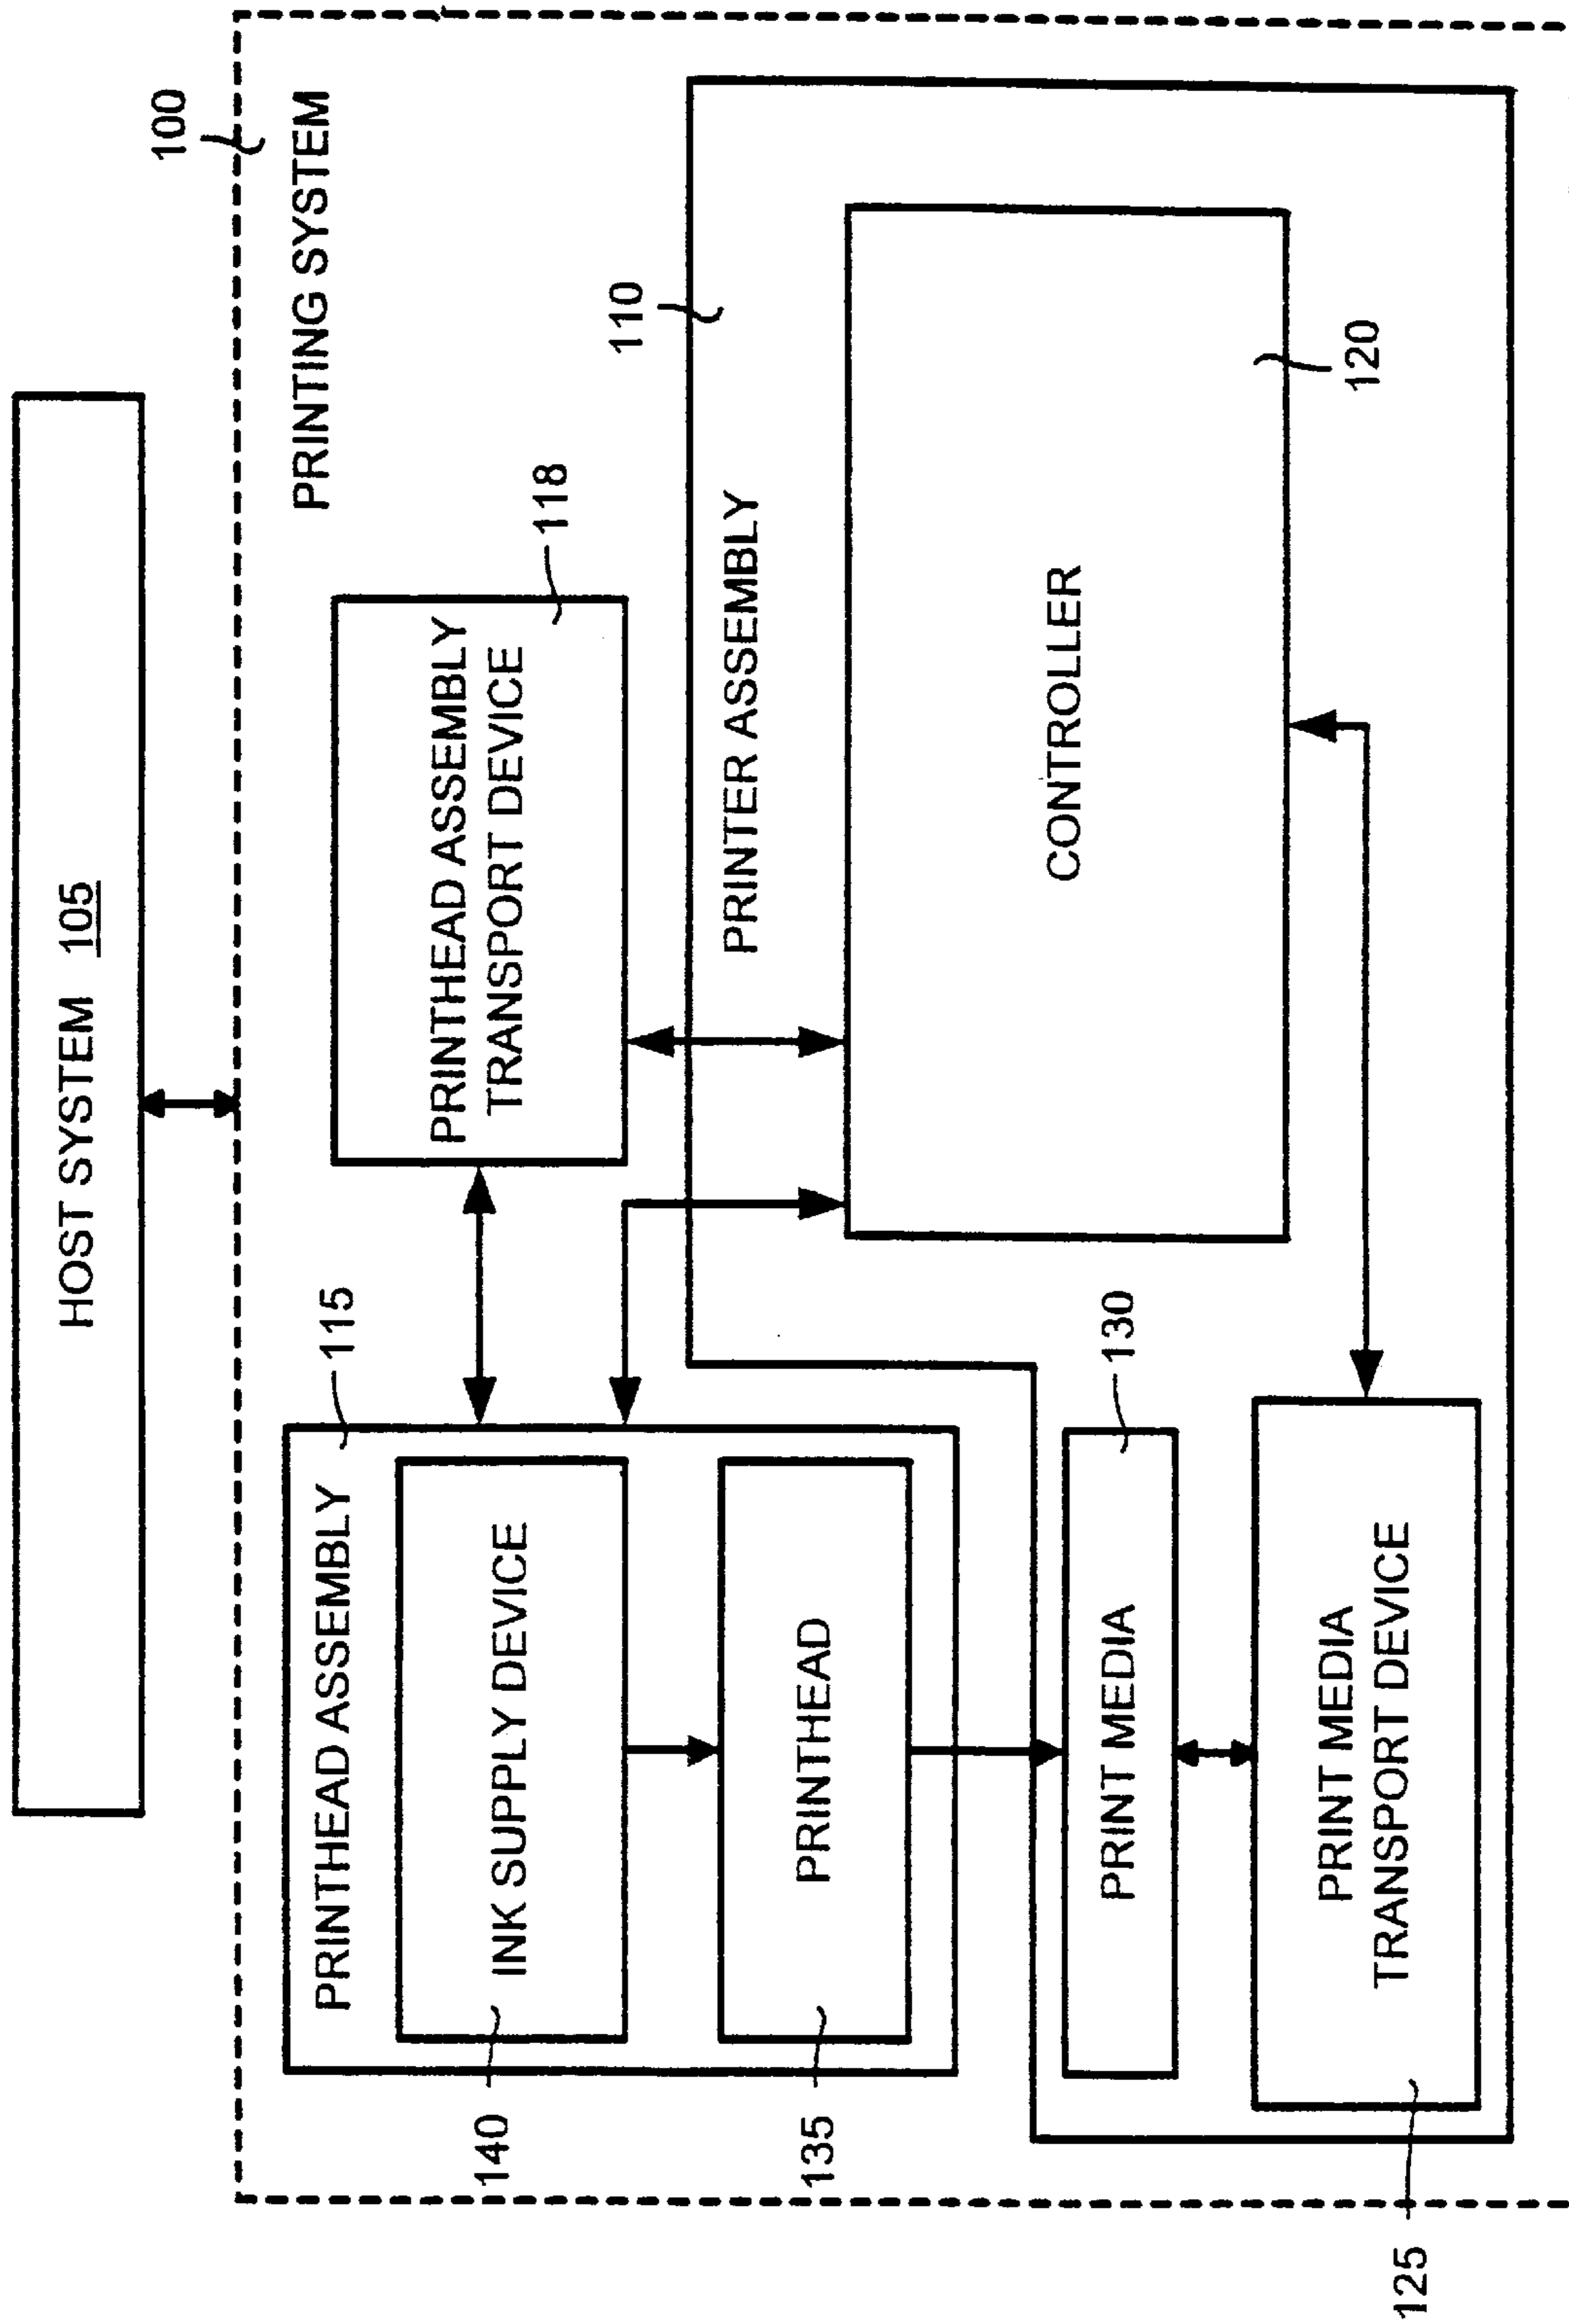 HOST SYSTEM 105
100
PRINTING SYSTEM
PRINTHEAD ASSEMBLY
115
INK SUPPLY DEVICE
140
PRINTHEAD
135
PRINTHEAD ASSEMBLY
TRANSPORT DEVICE
118
110
PRINTER ASSEMBLY
CONTROLLER
120
130
PRINT MEDIA
PRINT MEDIA
TRANSPORT DEVICE
125